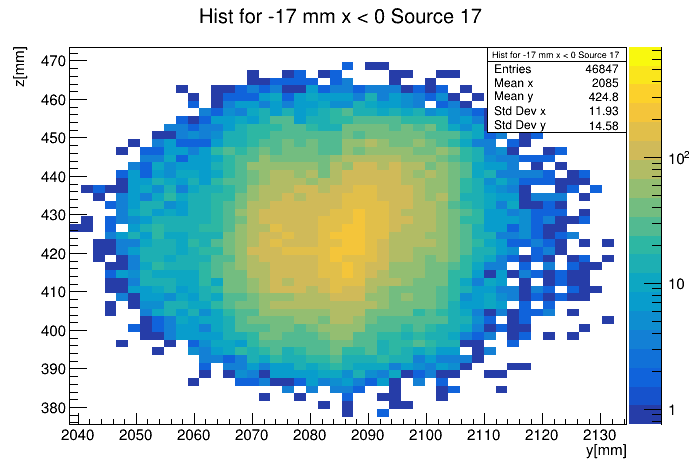 Hist for -17 mm x < 0 Source 17
z[mm]
Hist for -17 mm x < 0 Source 17
Entries 46847
Mean x 2085
Mean y 424.8
Std Dev x 11.93
Std Dev y 14.58
470
460
450
440
430
420
410
400
390
380
10²
10
1
2040 2050 2060 2070 2080 2090 2100 2110 2120 2130
y[mm]